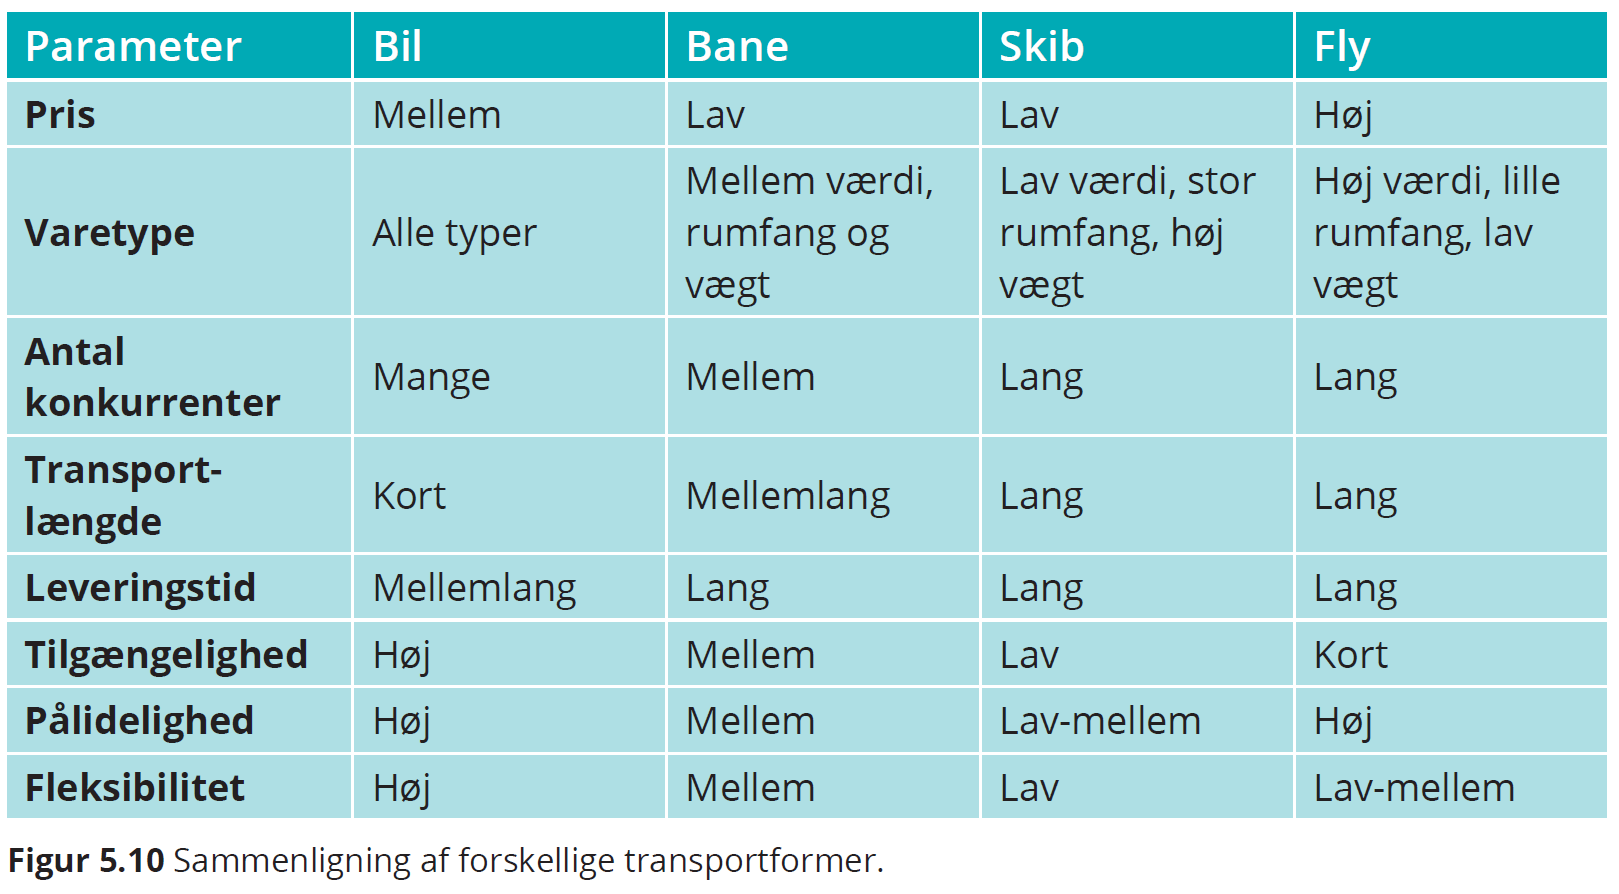 Parameter Bil Bane Skib Fly
Pris Mellem Lav Lav Høj
Varetype Alle typer Mellem værdi, rumfang og vægt Lav værdi, stor rumfang, høj vægt Høj værdi, lille rumfang, lav vægt
Antal konkurrenter Mange Mellem Lang Lang
Transport-længde Kort Mellemlang Lang Lang
Leveringstid Mellemlang Lang Lang Lang
Tilgængelighed Høj Mellem Lav Kort
Pålidelighed Høj Mellem Lav-mellem Høj
Fleksibilitet Høj Mellem Lav Lav-mellem
Figur 5.10 Sammenligning af forskellige transportformer.